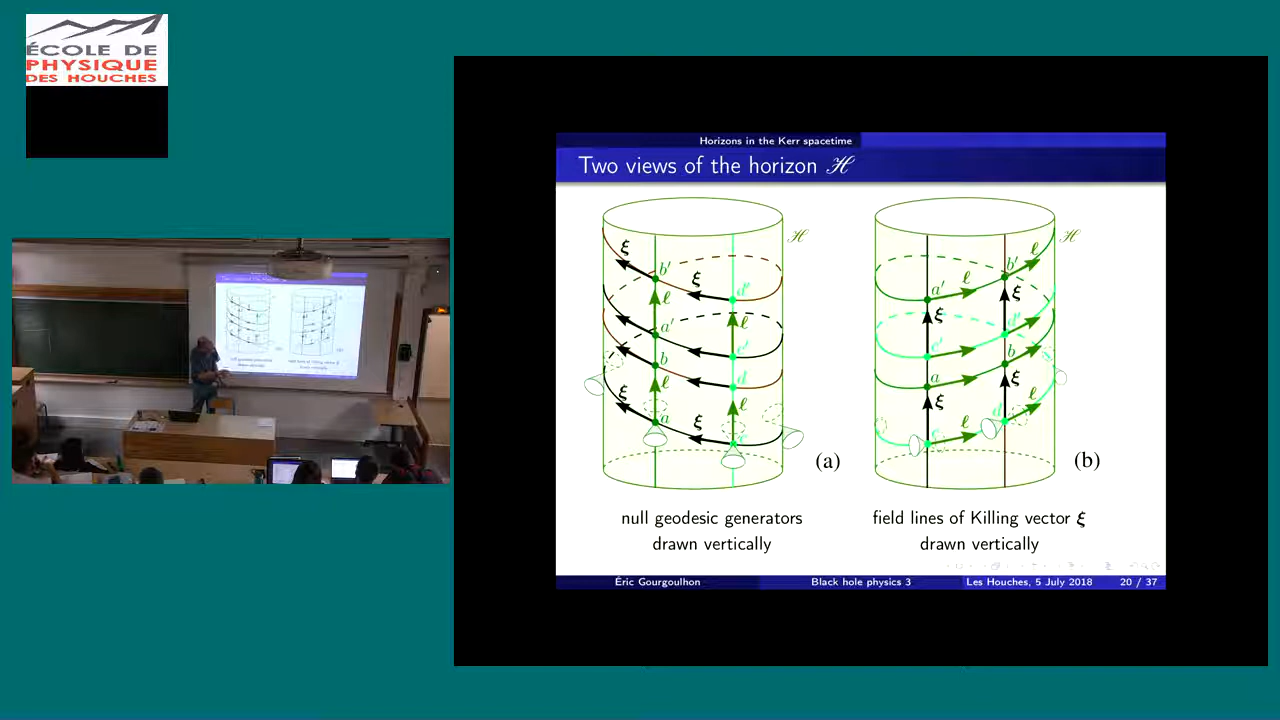 ÉCOLE DE
PHYSIQUE
DES HOUCHES
Horizons in the Kerr spacetime
Two views of the horizon ℋ
ξ
b′
ξ
d′′
ℓ
ℋ
a′
ℓ
c′
b
d
ξ
ℓ
a
ℓ
ξ
c
(a)
ℓ
ℋ
b′
a′
ℓ
ξ
ξ
d′′
c′
b
a
ξ
ℓ
ξ
d
ℓ
c
ℓ
(b)
null geodesic generators
drawn vertically
field lines of Killing vector ξ
drawn vertically
Éric Gourgoulhon
Black hole physics 3
Les Houches, 5 July 2018
20 / 37